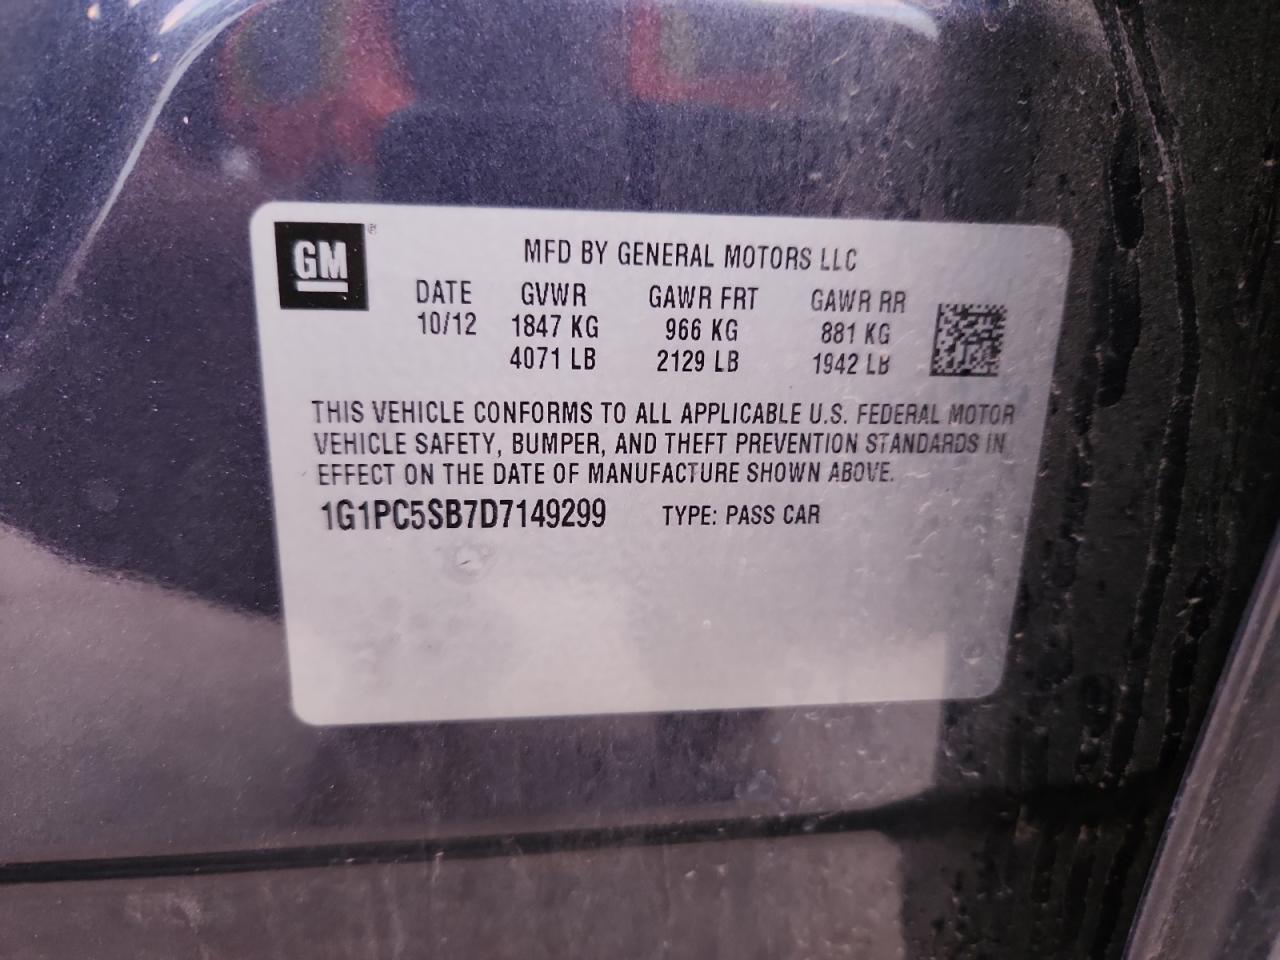 GM ®
MFD BY GENERAL MOTORS LLC
DATE GVWR GAWR FRT GAWR RR
10/12 1847 KG 966 KG 881 KG
4071 LB 2129 LB 1942 LB
THIS VEHICLE CONFORMS TO ALL APPLICABLE U.S. FEDERAL MOTOR
VEHICLE SAFETY, BUMPER, AND THEFT PREVENTION STANDARDS IN
EFFECT ON THE DATE OF MANUFACTURE SHOWN ABOVE.
1G1PC5SB7D7149299 TYPE: PASS CAR